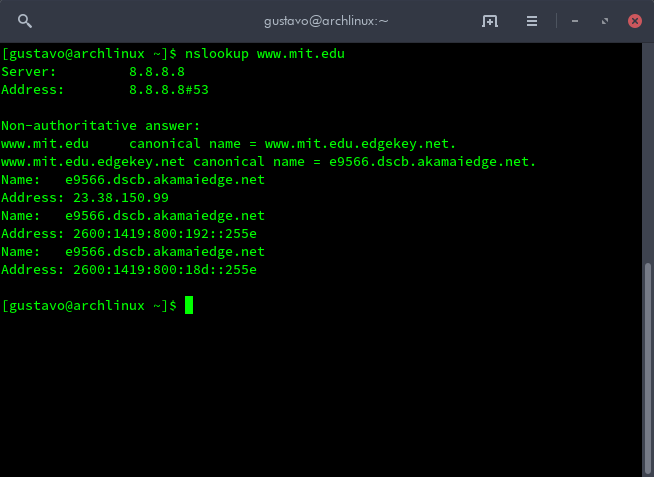 gustavo@archlinux:~
[gustavo@archlinux ~]$ nslookup www.mit.edu
Server:         8.8.8.8
Address:        8.8.8.8#53

Non-authoritative answer:
www.mit.edu     canonical name = www.mit.edu.edgekey.net.
www.mit.edu.edgekey.net canonical name = e9566.dscb.akamaiedge.net.
Name:   e9566.dscb.akamaiedge.net
Address: 23.38.150.99
Name:   e9566.dscb.akamaiedge.net
Address: 2600:1419:800:192::255e
Name:   e9566.dscb.akamaiedge.net
Address: 2600:1419:800:18d::255e

[gustavo@archlinux ~]$